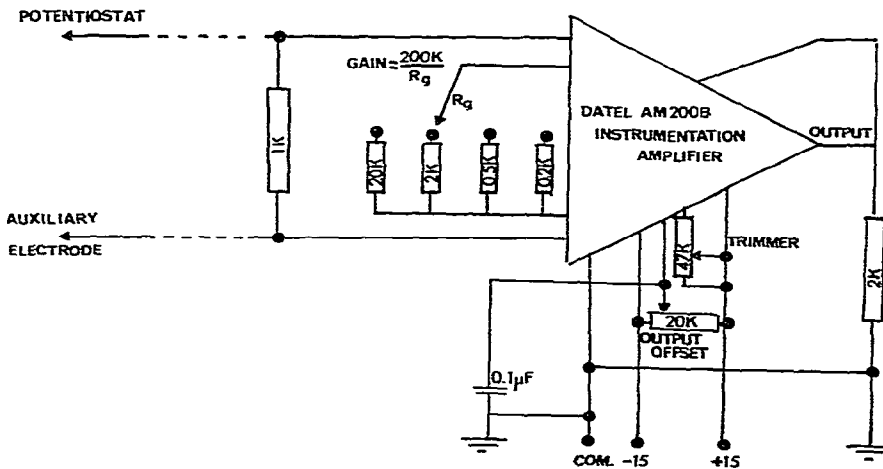 POTENTIOSTAT
GAIN=200K
Rg
Rg
1K
20K
2K
0.5K
0.2K
DATEL AM200B
INSTRUMENTATION
AMPLIFIER
OUTPUT
AUXILIARY
ELECTRODE
47K
TRIMMER
2K
20K
OUTPUT
OFFSET
0.1µF
COM. -15 +15